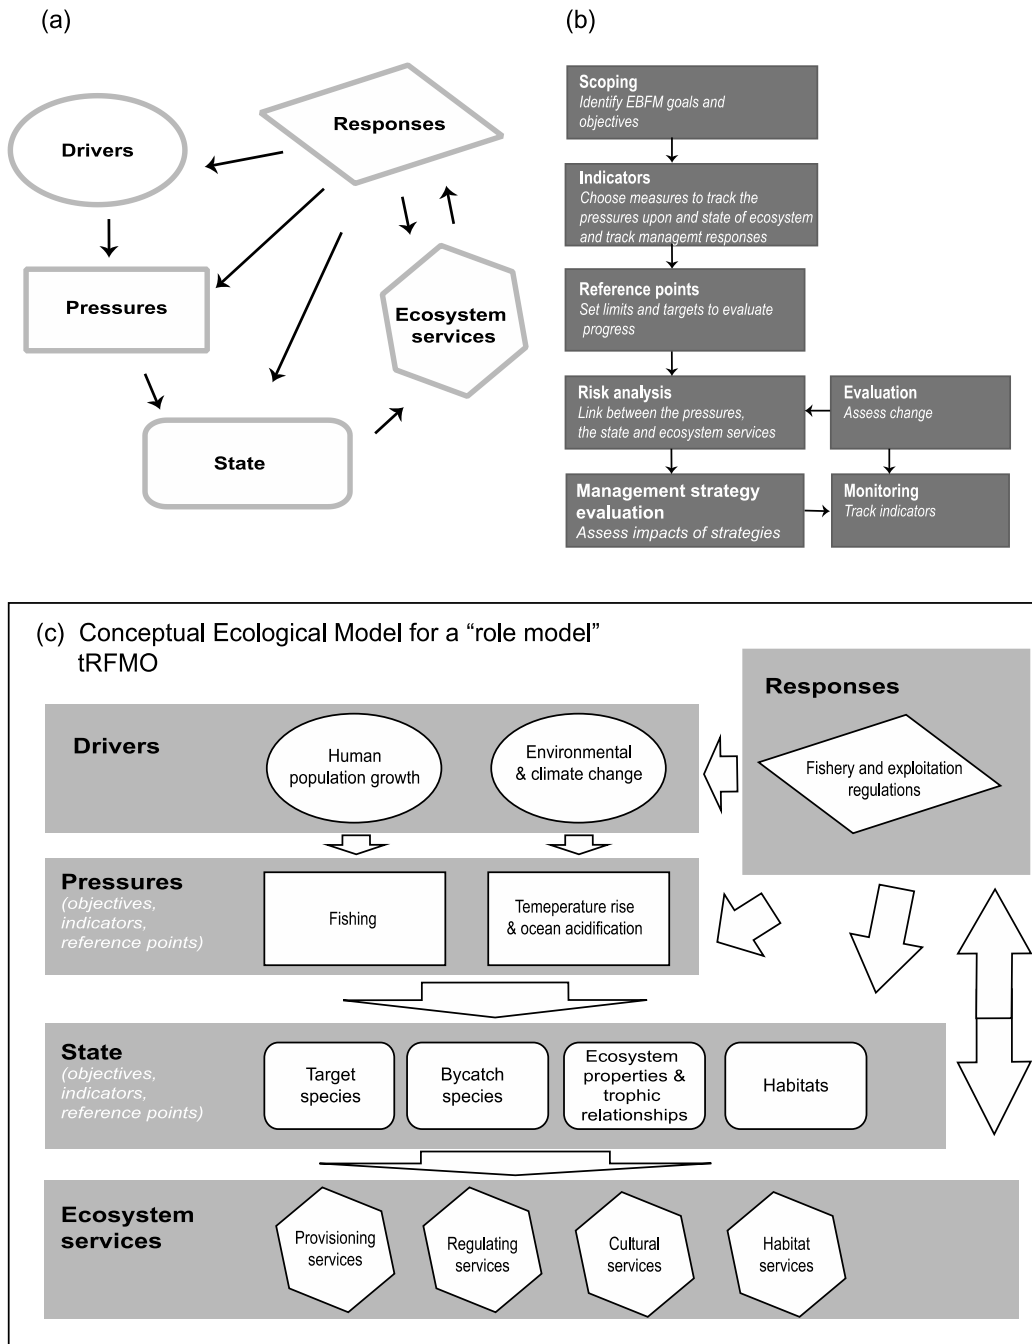 (a)
Drivers
Responses
Pressures
Ecosystem
services
State
(b)
Scoping
Identify EBFM goals and
objectives
Indicators
Choose measures to track the
pressures upon and state of ecosystem
and track managemt responses
Reference points
Set limits and targets to evaluate
progress
Risk analysis
Link between the pressures,
the state and ecosystem services
Evaluation
Assess change
Management strategy
evaluation
Assess impacts of strategies
Monitoring
Track indicators
(c) Conceptual Ecological Model for a “role model”
tRFMO
Responses
Fishery and exploitation
regulations
Drivers
Human
population growth
Environmental
& climate change
Pressures
(objectives,
indicators,
reference points)
Fishing
Temeperature rise
& ocean acidification
State
(objectives,
indicators,
reference points)
Target
species
Bycatch
species
Ecosystem
properties &
trophic
relationships
Habitats
Ecosystem
services
Provisioning
services
Regulating
services
Cultural
services
Habitat
services